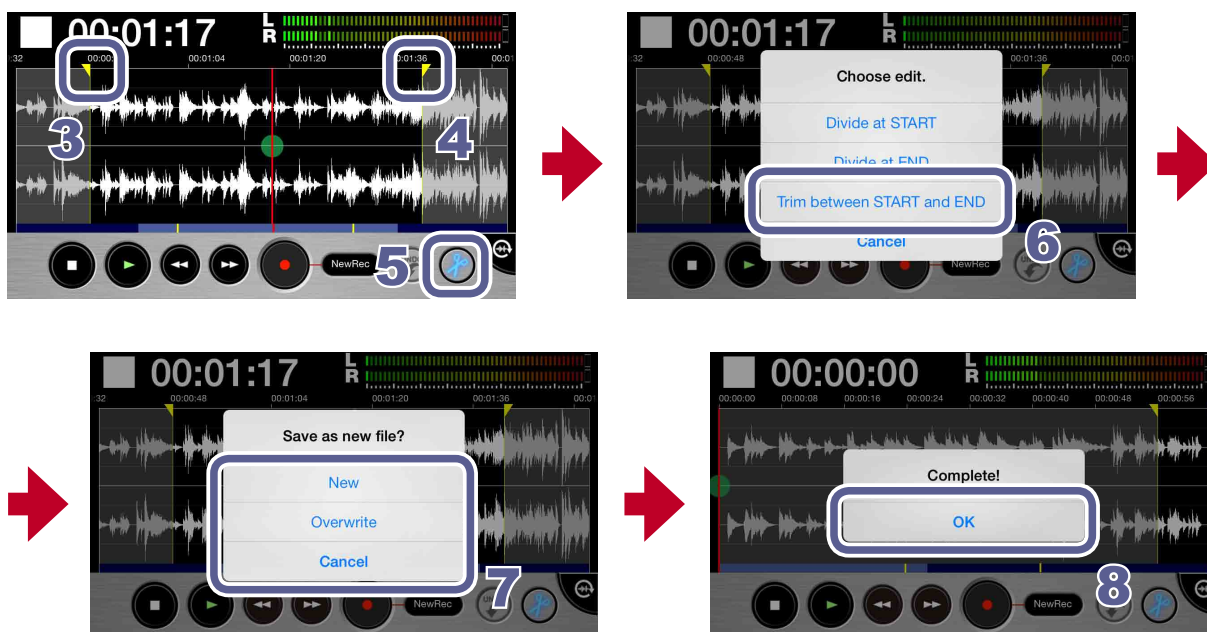 00:01:17
L
R
:32 00:00: 00:01:04 00:01:20 00:01:36 00:01
3
4
5
NewRec
00:01:17
L
R
:32 00:00:48 00:01:36 00:01
Choose edit.
Divide at START
Divide at END
Trim between START and END
Cancel
6
NewRec
00:01:17
L
R
:32 00:00:48 00:01:04 00:01:20 00:01:36 00:01
Save as new file?
New
Overwrite
Cancel
7
NewRec
00:00:00
L
R
00:00:00 00:00:08 00:00:16 00:00:24 00:00:32 00:00:40 00:00:48 00:00:56
Complete!
OK
8
NewRec